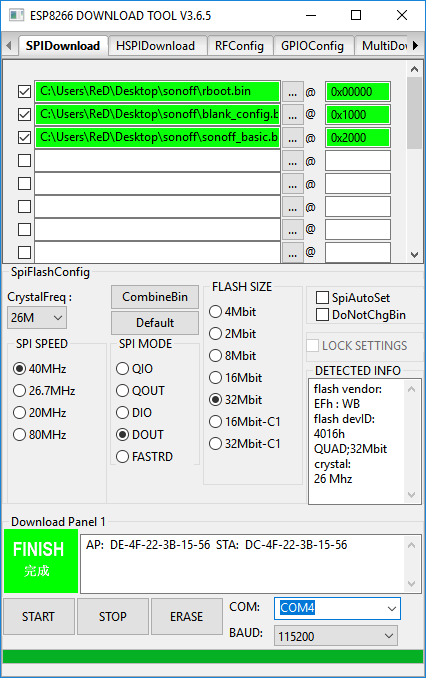 ESP8266 DOWNLOAD TOOL V3.6.5
SPIDownload HSPIDownload RFConfig GPIOConfig MultiDow
C:\Users\ReD\Desktop\sonoff\rboot.bin ... @ 0x00000
C:\Users\ReD\Desktop\sonoff\blank_config.b ... @ 0x1000
C:\Users\ReD\Desktop\sonoff\sonoff_basic.b ... @ 0x2000
... @
... @
... @
... @
... @
SpiFlashConfig
CrystalFreq :
26M
CombineBin
Default
SPI SPEED
40MHz
26.7MHz
20MHz
80MHz
SPI MODE
QIO
QOUT
DIO
DOUT
FASTRD
FLASH SIZE
4Mbit
2Mbit
8Mbit
16Mbit
32Mbit
16Mbit-C1
32Mbit-C1
SpiAutoSet
DoNotChgBin
LOCK SETTINGS
DETECTED INFO
flash vendor:
EFh : WB
flash devID:
4016h
QUAD;32Mbit
crystal:
26 Mhz
Download Panel 1
FINISH
完成
AP: DE-4F-22-3B-15-56 STA: DC-4F-22-3B-15-56
START STOP ERASE
COM: COM4
BAUD: 115200